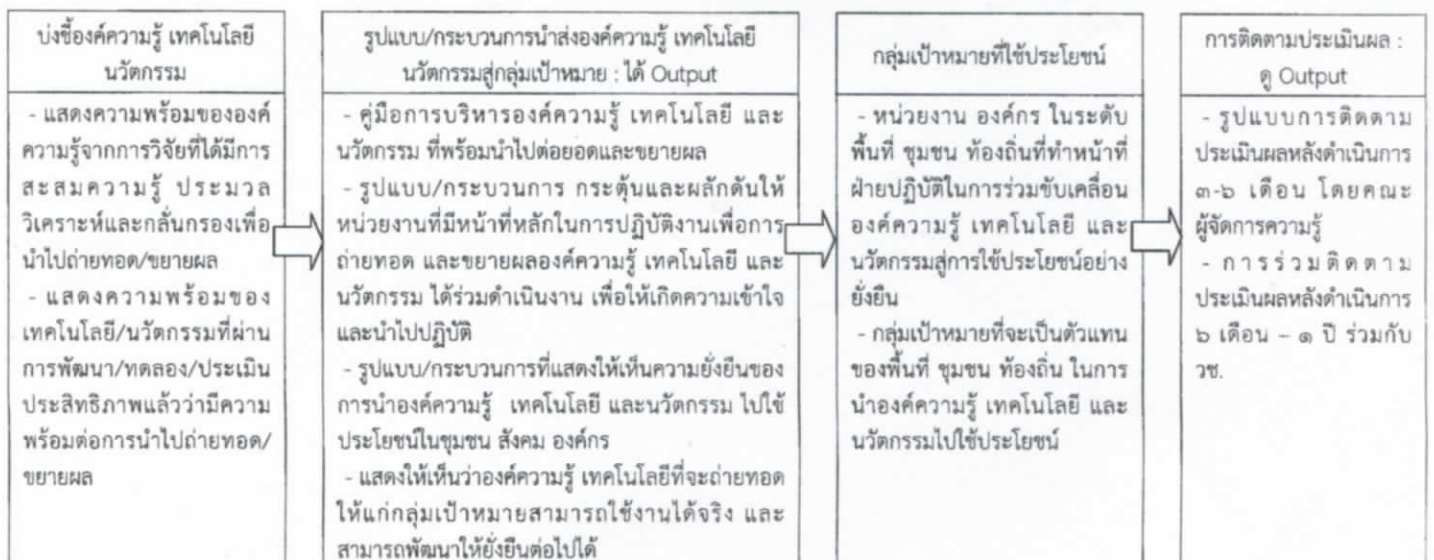 บ่งชี้องค์ความรู้ เทคโนโลยี
นวัตกรรม
- แสดงความพร้อมขององค์
ความรู้จากการวิจัยที่ได้มีการ
สะสมความรู้ ประมวล
วิเคราะห์และกลั่นกรองเพื่อ
นำไปถ่ายทอด/ขยายผล
- แสดงความพร้อมของ
เทคโนโลยี/นวัตกรรมที่ผ่าน
การพัฒนา/ทดลอง/ประเมิน
ประสิทธิภาพแล้วว่ามีความ
พร้อมต่อการนำไปถ่ายทอด/
ขยายผล
รูปแบบ/กระบวนการนำส่งองค์ความรู้ เทคโนโลยี
นวัตกรรมสู่กลุ่มเป้าหมาย : ได้ Output
- คู่มือการบริหารองค์ความรู้ เทคโนโลยี และ
นวัตกรรม ที่พร้อมนำไปต่อยอดและขยายผล
- รูปแบบ/กระบวนการ กระตุ้นและผลักดันให้
หน่วยงานที่มีหน้าที่หลักในการปฏิบัติงานเพื่อการ
ถ่ายทอด และขยายผลองค์ความรู้ เทคโนโลยี และ
นวัตกรรม ได้ร่วมดำเนินงาน เพื่อให้เกิดความเข้าใจ
และนำไปปฏิบัติ
- รูปแบบ/กระบวนการที่แสดงให้เห็นความยั่งยืนของ
การนำองค์ความรู้ เทคโนโลยี และนวัตกรรม ไปใช้
ประโยชน์ในชุมชน สังคม องค์กร
- แสดงให้เห็นว่าองค์ความรู้ เทคโนโลยีที่จะถ่ายทอด
ให้แก่กลุ่มเป้าหมายสามารถใช้งานได้จริง และ
สามารถพัฒนาให้ยั่งยืนต่อไปได้
กลุ่มเป้าหมายที่ใช้ประโยชน์
- หน่วยงาน องค์กร ในระดับ
พื้นที่ ชุมชน ท้องถิ่นที่ทำหน้าที่
ฝ่ายปฏิบัติในการร่วมขับเคลื่อน
องค์ความรู้ เทคโนโลยี และ
นวัตกรรมสู่การใช้ประโยชน์อย่าง
ยั่งยืน
- กลุ่มเป้าหมายที่จะเป็นตัวแทน
ของพื้นที่ ชุมชน ท้องถิ่น ในการ
นำองค์ความรู้ เทคโนโลยี และ
นวัตกรรมไปใช้ประโยชน์
การติดตามประเมินผล :
ดู Output
- รูปแบบการติดตาม
ประเมินผลหลังดำเนินการ
๓-๖ เดือน โดยคณะ
ผู้จัดการความรู้
- การร่วมติดตาม
ประเมินผลหลังดำเนินการ
๖ เดือน – ๑ ปี ร่วมกับ
วช.